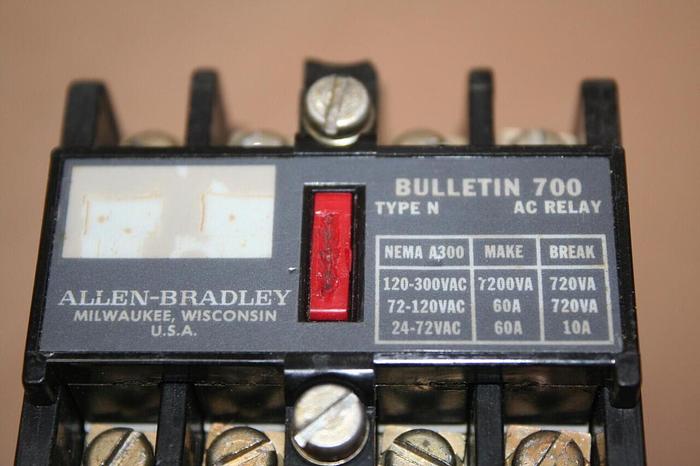 BULLETIN 700
TYPE N AC RELAY
NEMA A300 MAKE BREAK
120-300VAC 7200VA 720VA
72-120VAC 60A 720VA
24-72VAC 60A 10A
ALLEN-BRADLEY
MILWAUKEE, WISCONSIN
U.S.A.